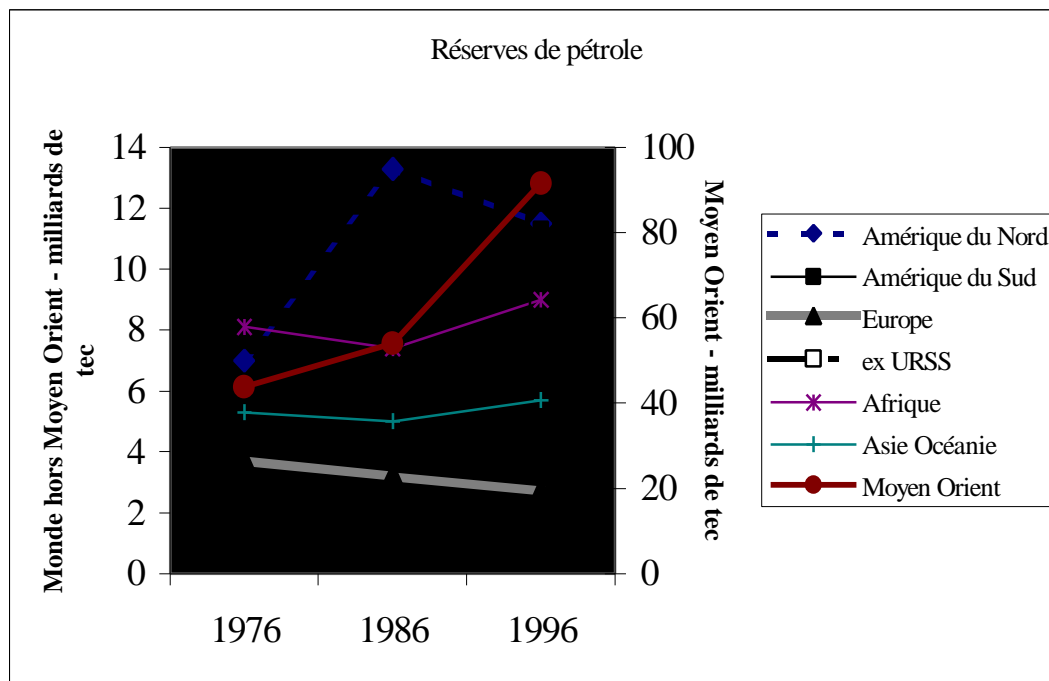 Réserves de pétrole
Monde hors Moyen Orient - milliards de
tec
14
12
10
8
6
4
2
0
100
80
60
40
20
0
Moyen Orient - milliards de tec
1976
1986
1996
Amérique du Nord
Amérique du Sud
Europe
ex URSS
Afrique
Asie Océanie
Moyen Orient